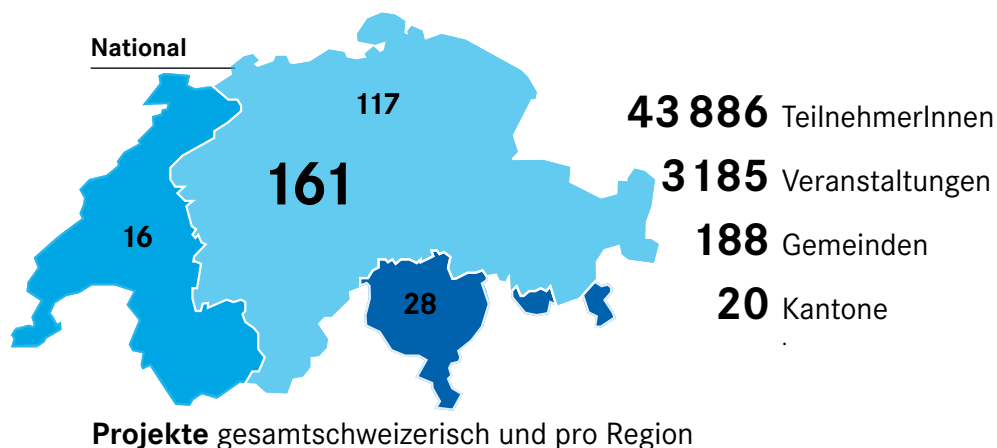 National
117
161
16
28
43 886 TeilnehmerInnen
3 185 Veranstaltungen
188 Gemeinden
20 Kantone
.
Projekte gesamtschweizerisch und pro Region